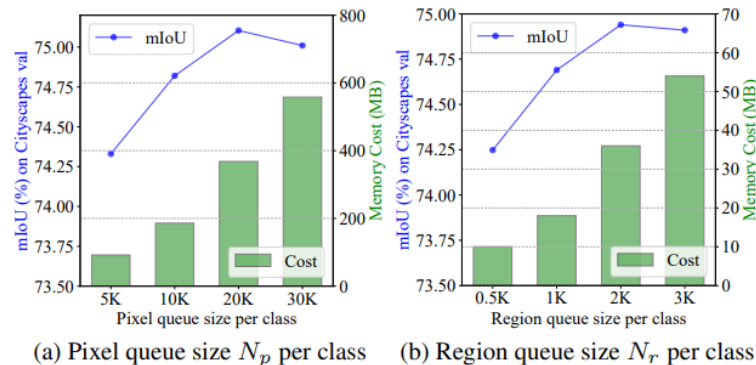 75.00
74.75
74.50
74.25
74.00
73.75
73.50
mIoU (%) on Cityscapes val
mIoU
Cost
800
600
400
200
0
Memory Cost (MB)
5K 10K 20K 30K
Pixel queue size per class
(a) Pixel queue size Np per class
75.00
74.75
74.50
74.25
74.00
73.75
73.50
mIoU (%) on Cityscapes val
mIoU
Cost
70
60
50
40
30
20
10
0
Memory Cost (MB)
0.5K 1K 2K 3K
Region queue size per class
(b) Region queue size Nr per class